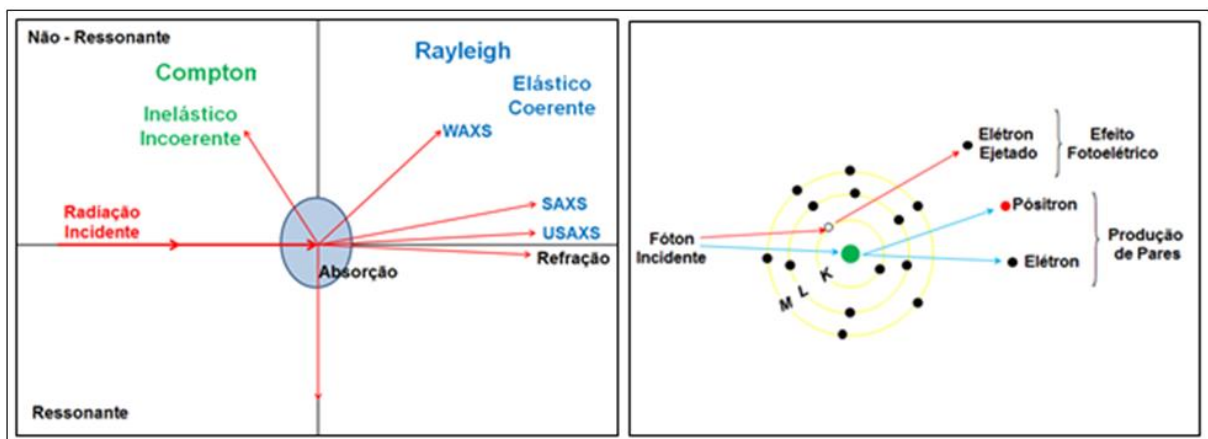 Não - Ressonante
Rayleigh
Compton
Elástico
Coerente
Inelástico
Incoerente
WAXS
Radiação
Incidente
SAXS
USAXS
Refração
Absorção
Ressonante
Elétron
Ejetado
Efeito
Fotoelétrico
Pósitron
Produção
de Pares
Elétron
Fóton
Incidente
K
L
M